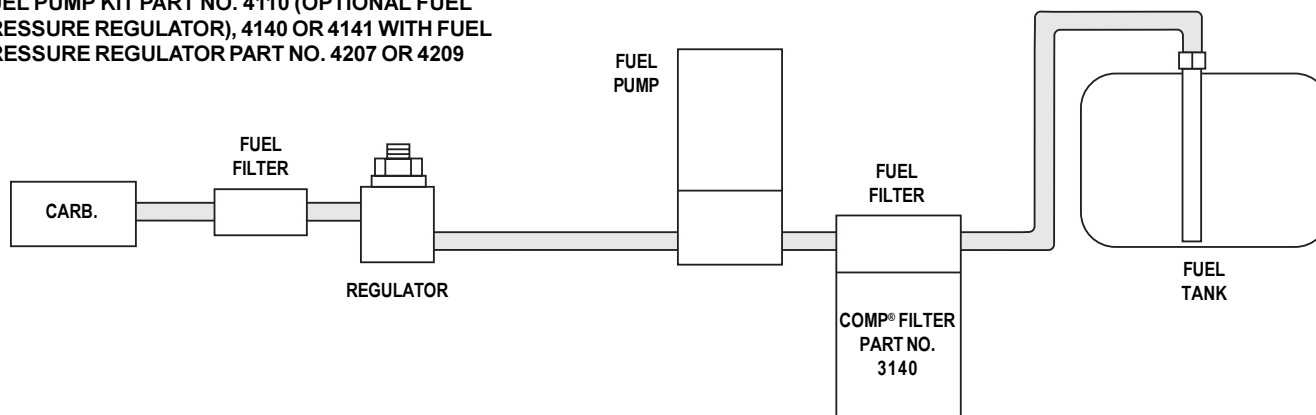 UEL PUMP KIT PART NO. 4110 (OPTIONAL FUEL
RESSURE REGULATOR), 4140 OR 4141 WITH FUEL
RESSURE REGULATOR PART NO. 4207 OR 4209
FUEL
PUMP
FUEL
FILTER
FUEL
FILTER
CARB.
REGULATOR
FUEL
TANK
COMP® FILTER
PART NO.
3140